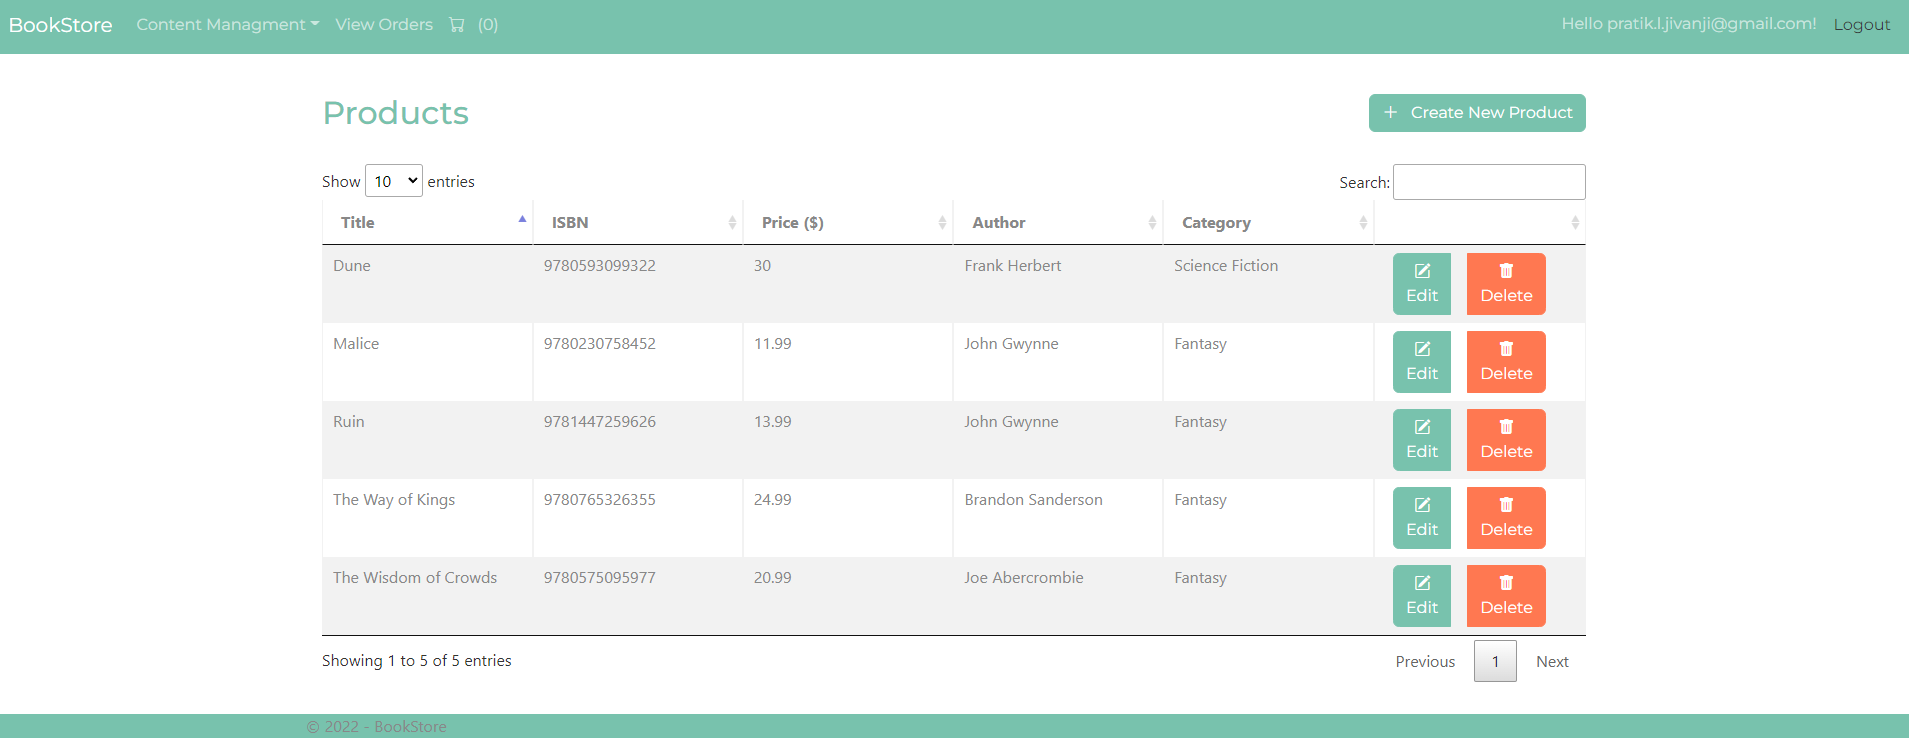 BookStore Content Managment View Orders (0) Hello pratik.l.jivanji@gmail.com! Logout
Products + Create New Product
Show 10 entries Search:
Title ISBN Price ($) Author Category
Dune 9780593099322 30 Frank Herbert Science Fiction Edit Delete
Malice 9780230758452 11.99 John Gwynne Fantasy Edit Delete
Ruin 9781447259626 13.99 John Gwynne Fantasy Edit Delete
The Way of Kings 9780765326355 24.99 Brandon Sanderson Fantasy Edit Delete
The Wisdom of Crowds 9780575095977 20.99 Joe Abercrombie Fantasy Edit Delete
Showing 1 to 5 of 5 entries Previous 1 Next
© 2022 - BookStore